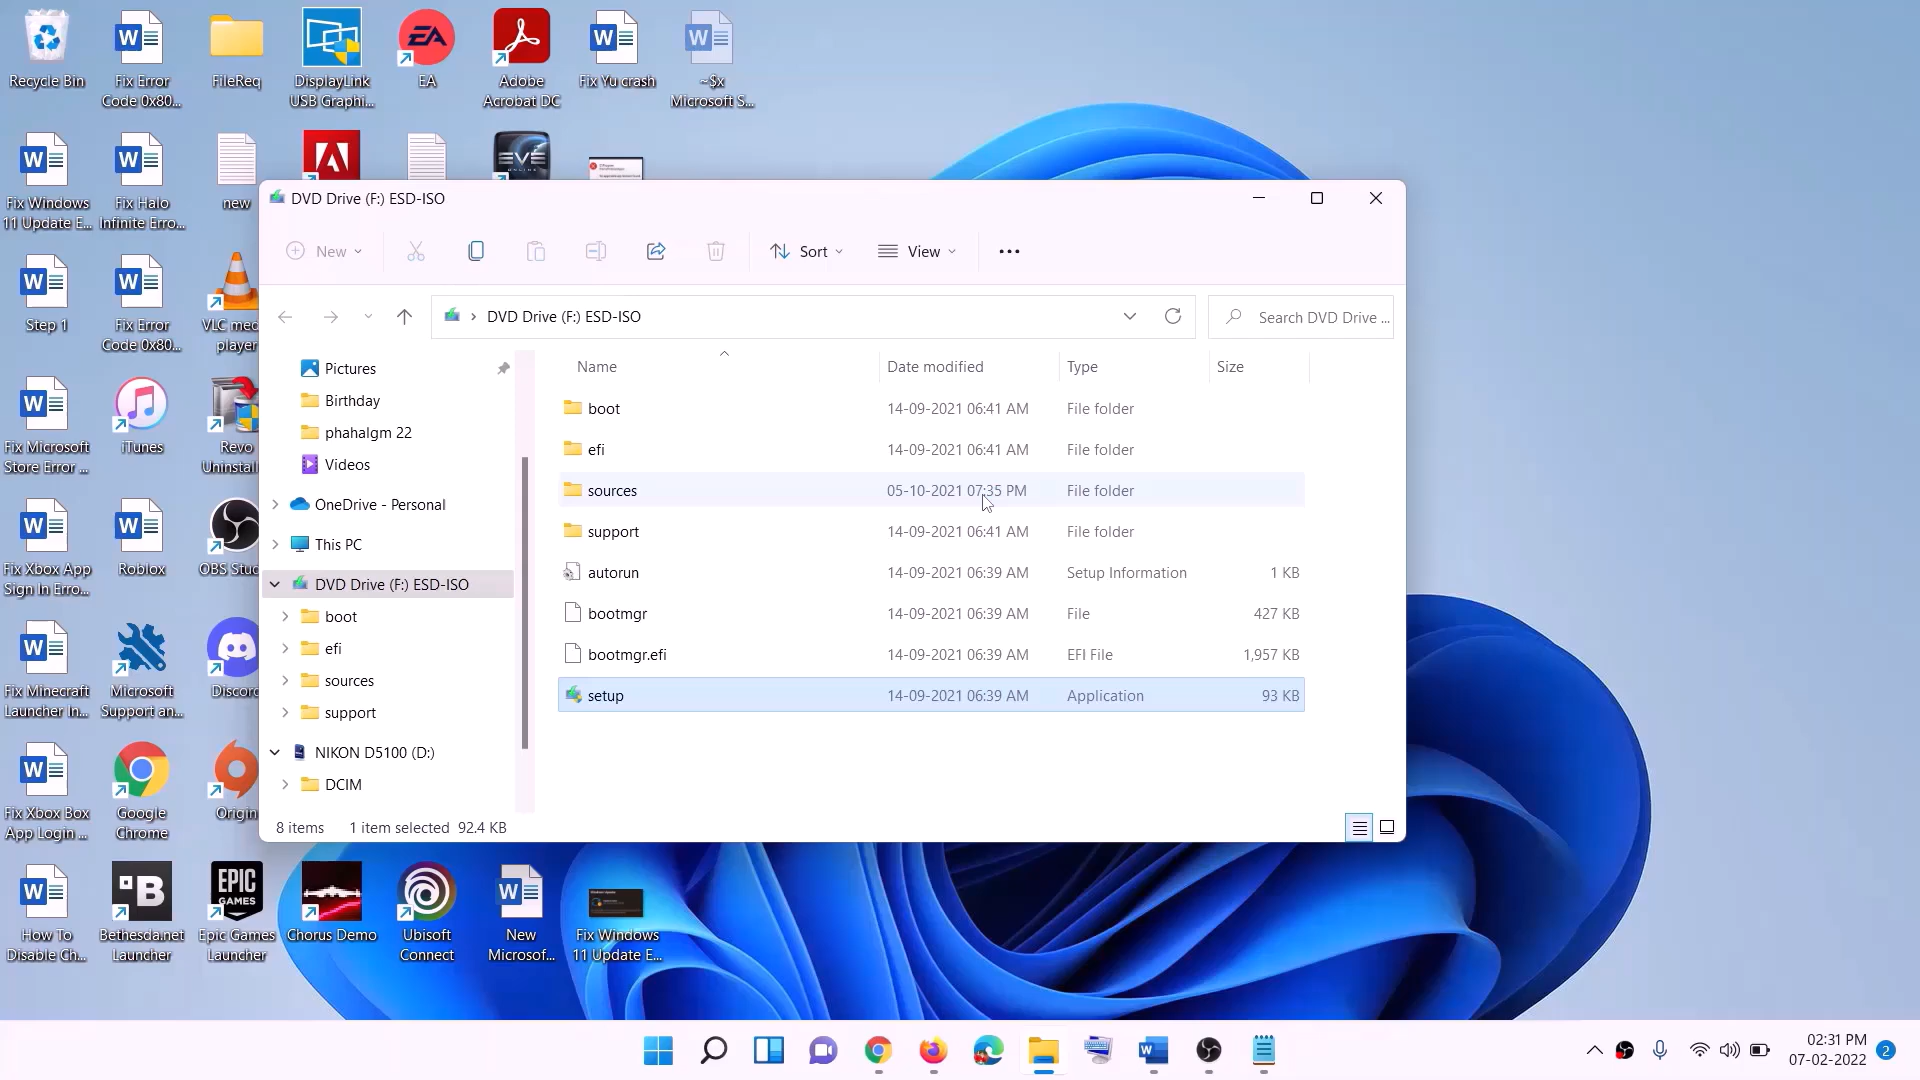 Recycle Bin
Fix Error
Code 0x80...
FileReq
DisplayLink
USB Graphi...
EA
EA
Adobe
Acrobat DC
Fix Yu crash
~$x
Microsoft S...
Fix Windows
11 Update E...
Fix Halo
Infinite Erro...
new
EVE
ONLINE
Step 1
Fix Error
Code 0x80...
VLC med
player
Fix Microsoft
Store Error ...
iTunes
Revo
Uninstall
Fix Xbox App
Sign In Erro...
Roblox
OBS Stud
Fix Minecraft
Launcher In...
Microsoft
Support an...
Discord
Fix Xbox Box
App Login ...
Google
Chrome
Origin
How To
Disable Ch...
Bethesda.net
Launcher
EPIC
GAMES
Epic Games
Launcher
Chorus Demo
Ubisoft
Connect
New
Microsof...
Fix Windows
11 Update E...
DVD Drive (F:) ESD-ISO
New
Sort
View
DVD Drive (F:) ESD-ISO
Search DVD Drive ...
Pictures
Birthday
phahalgm 22
Videos
OneDrive - Personal
This PC
DVD Drive (F:) ESD-ISO
boot
efi
sources
support
NIKON D5100 (D:)
DCIM
Name Date modified Type Size
boot 14-09-2021 06:41 AM File folder
efi 14-09-2021 06:41 AM File folder
sources 05-10-2021 07:35 PM File folder
support 14-09-2021 06:41 AM File folder
autorun 14-09-2021 06:39 AM Setup Information 1 KB
bootmgr 14-09-2021 06:39 AM File 427 KB
bootmgr.efi 14-09-2021 06:39 AM EFI File 1,957 KB
setup 14-09-2021 06:39 AM Application 93 KB
8 items 1 item selected 92.4 KB
02:31 PM
07-02-2022
2